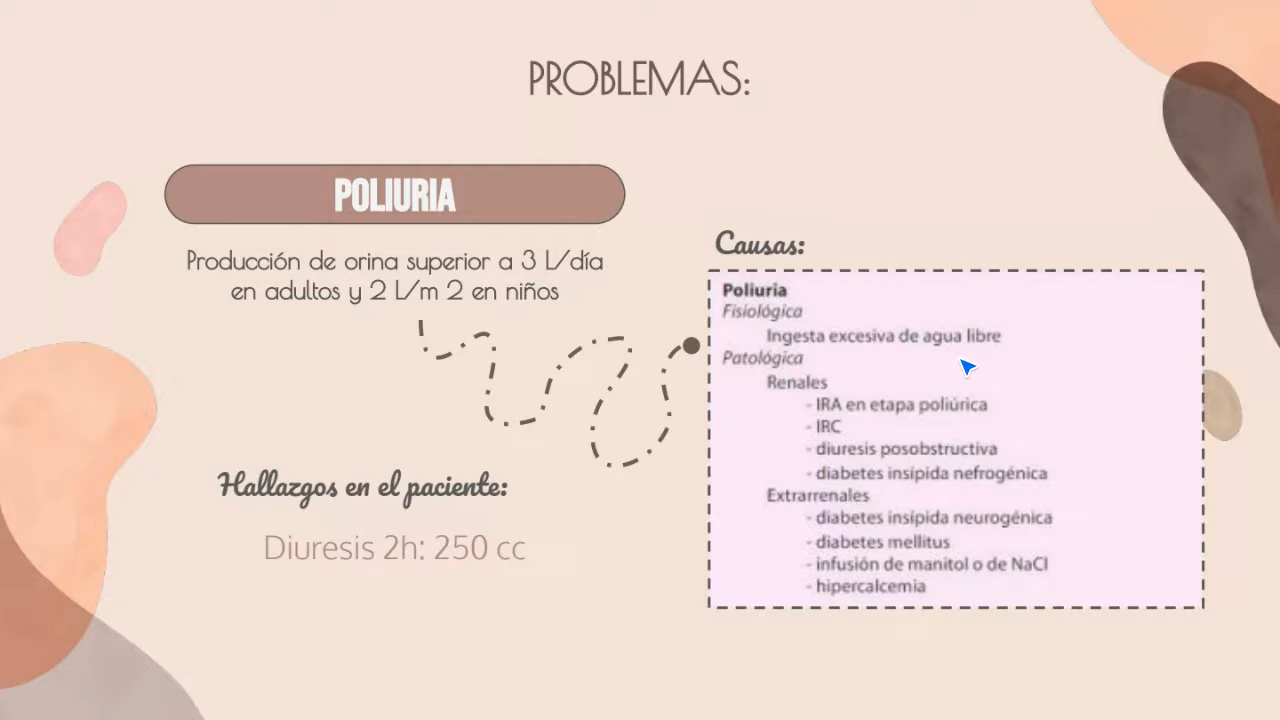 PROBLEMAS:
POLIURIA
Producción de orina superior a 3 L/día
en adultos y 2 L/m 2 en niños
Hallazgos en el paciente:
Diuresis 2h: 250 cc
Causas:
Poliuria
Fisiológica
Ingesta excesiva de agua libre
Patológica
Renales
- IRA en etapa poliúrica
- IRC
- diuresis posobstructiva
- diabetes insípida nefrogénica
Extrarrenales
- diabetes insípida neurogénica
- diabetes mellitus
- infusión de manitol o de NaCl
- hipercalcemia